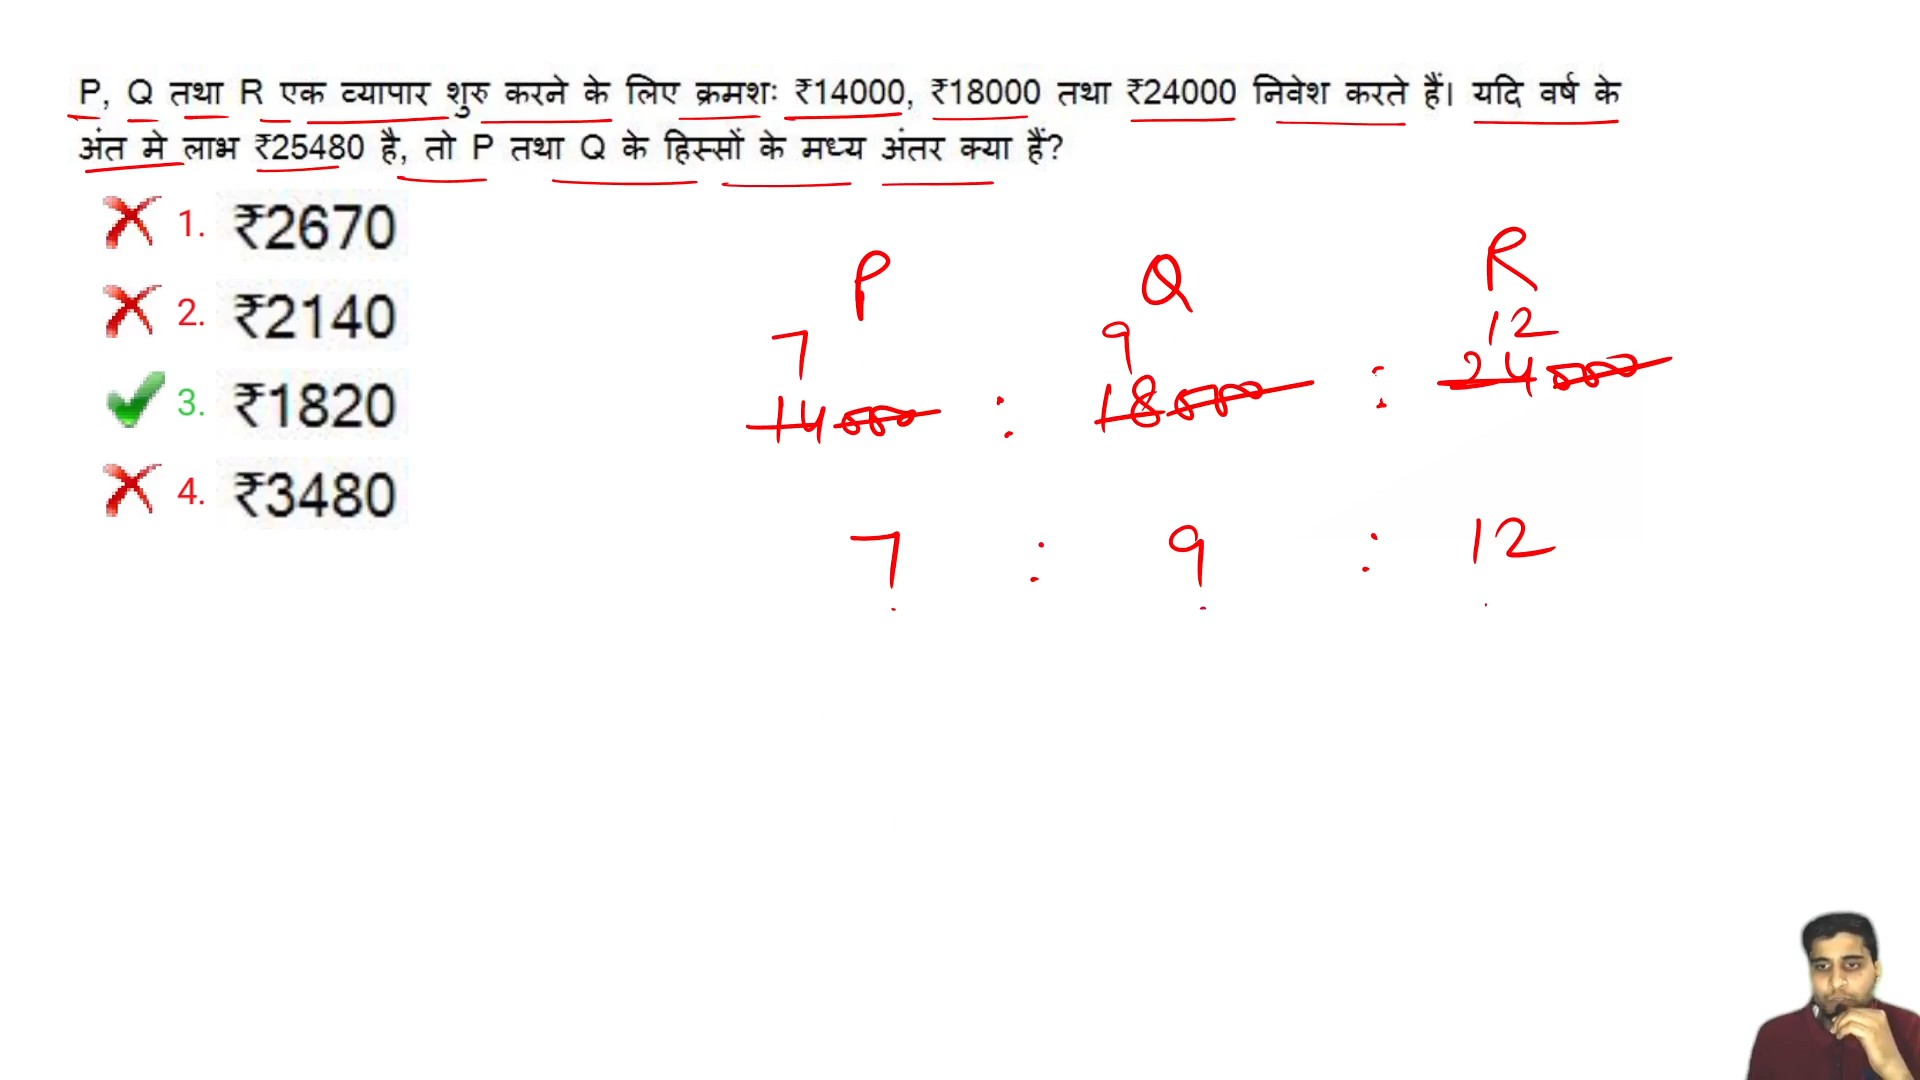 P, Q तथा R एक व्यापार शुरु करने के लिए क्रमशः ₹14000, ₹18000 तथा ₹24000 निवेश करते हैं। यदि वर्ष के
अंत मे लाभ ₹25480 है, तो P तथा Q के हिस्सों के मध्य अंतर क्या हैं?
1. ₹2670
2. ₹2140
3. ₹1820
4. ₹3480
P Q R
7 9 12
14000 : 18000 : 24000
7 : 9 : 12